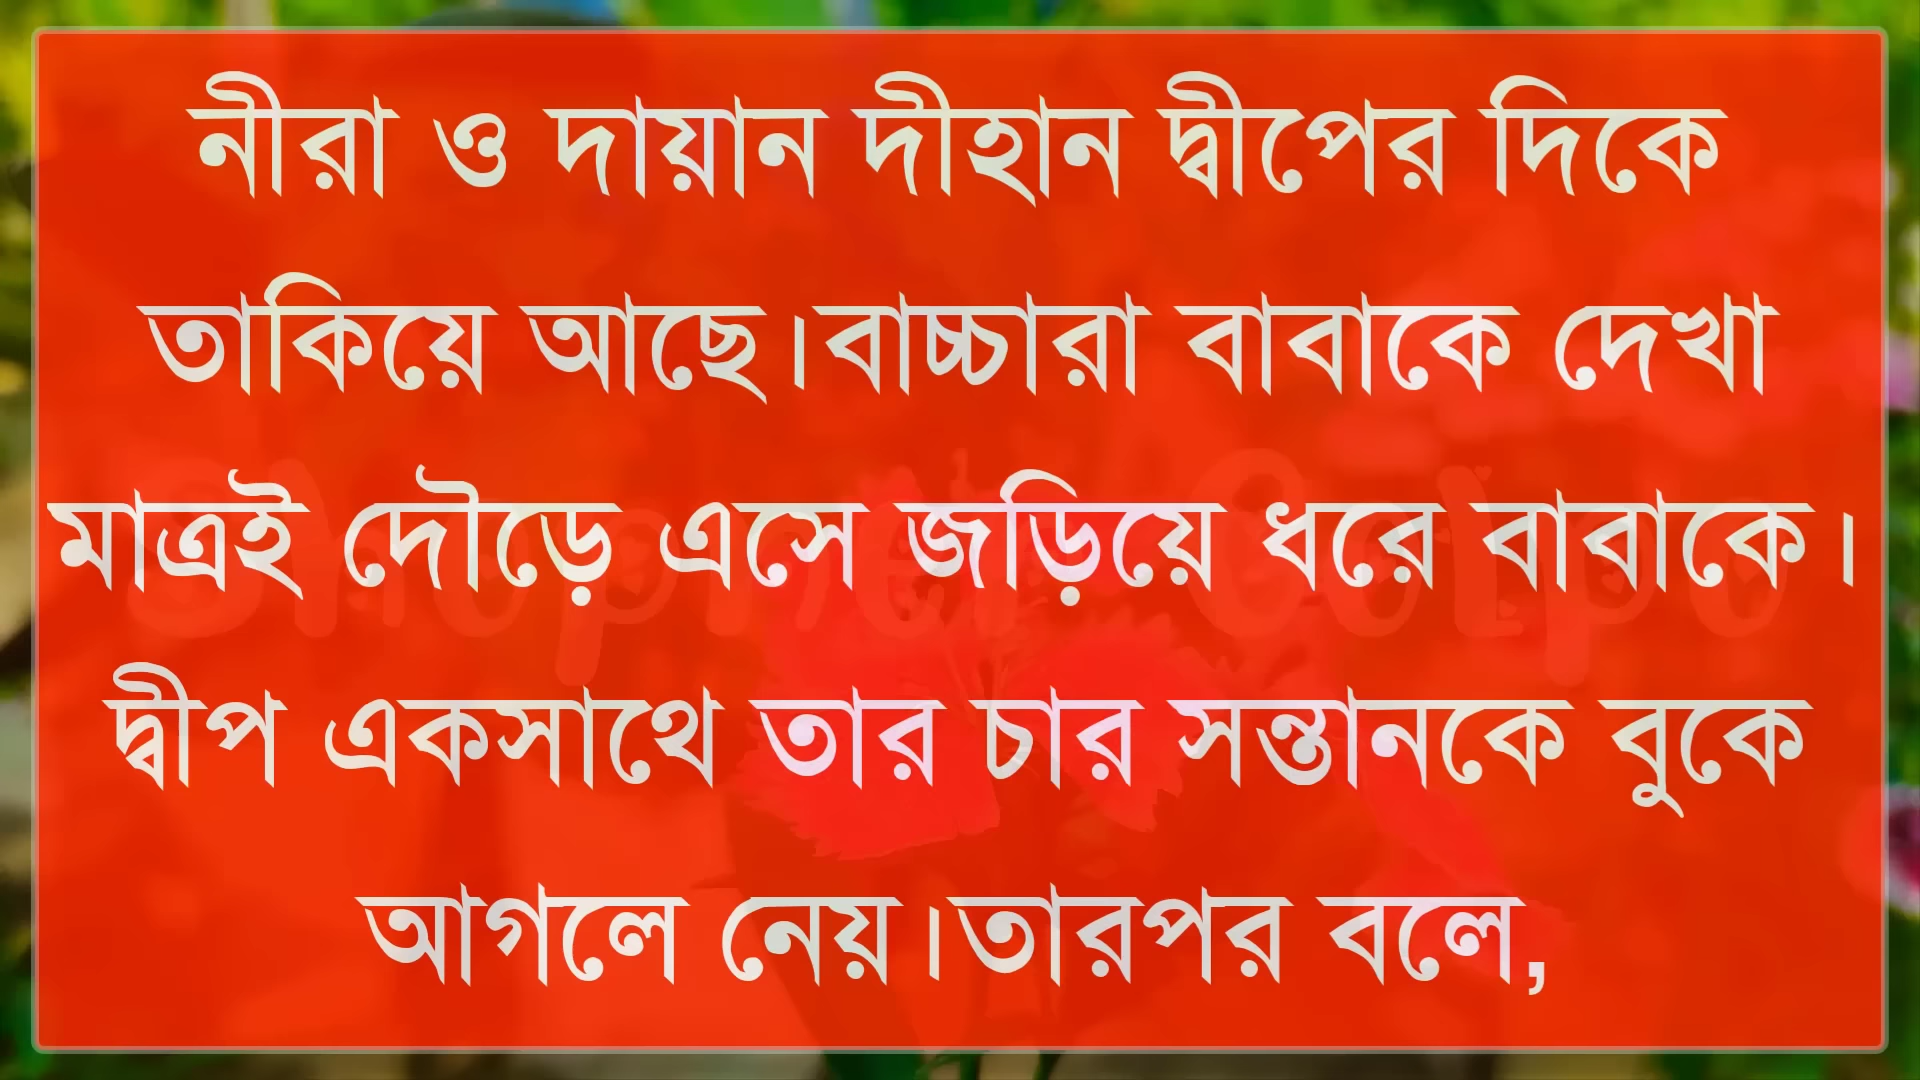 নীরা ও দায়ান দীহান দ্বীপের দিকে
তাকিয়ে আছে।বাচ্চারা বাবাকে দেখা
মাত্রই দৌড়ে এসে জড়িয়ে ধরে বাবাকে।
দ্বীপ একসাথে তার চার সন্তানকে বুকে
আগলে নেয়।তারপর বলে,